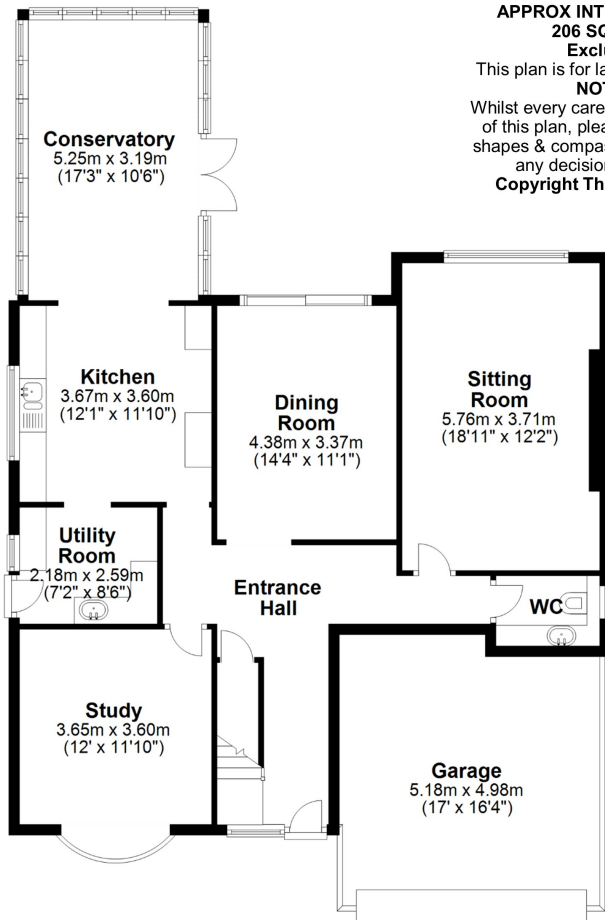 APPROX INT
206 SQ
Exclu
This plan is for la
NOT
Whilst every care
of this plan, plea
shapes & compas
any decision
Copyright Th
Conservatory
5.25m x 3.19m
(17'3" x 10'6")
Kitchen
3.67m x 3.60m
(12'1" x 11'10")
Dining
Room
4.38m x 3.37m
(14'4" x 11'1")
Sitting
Room
5.76m x 3.71m
(18'11" x 12'2")
Utility
Room
2.18m x 2.59m
(7'2" x 8'6")
Entrance
Hall
WC
Study
3.65m x 3.60m
(12' x 11'10")
Garage
5.18m x 4.98m
(17' x 16'4")